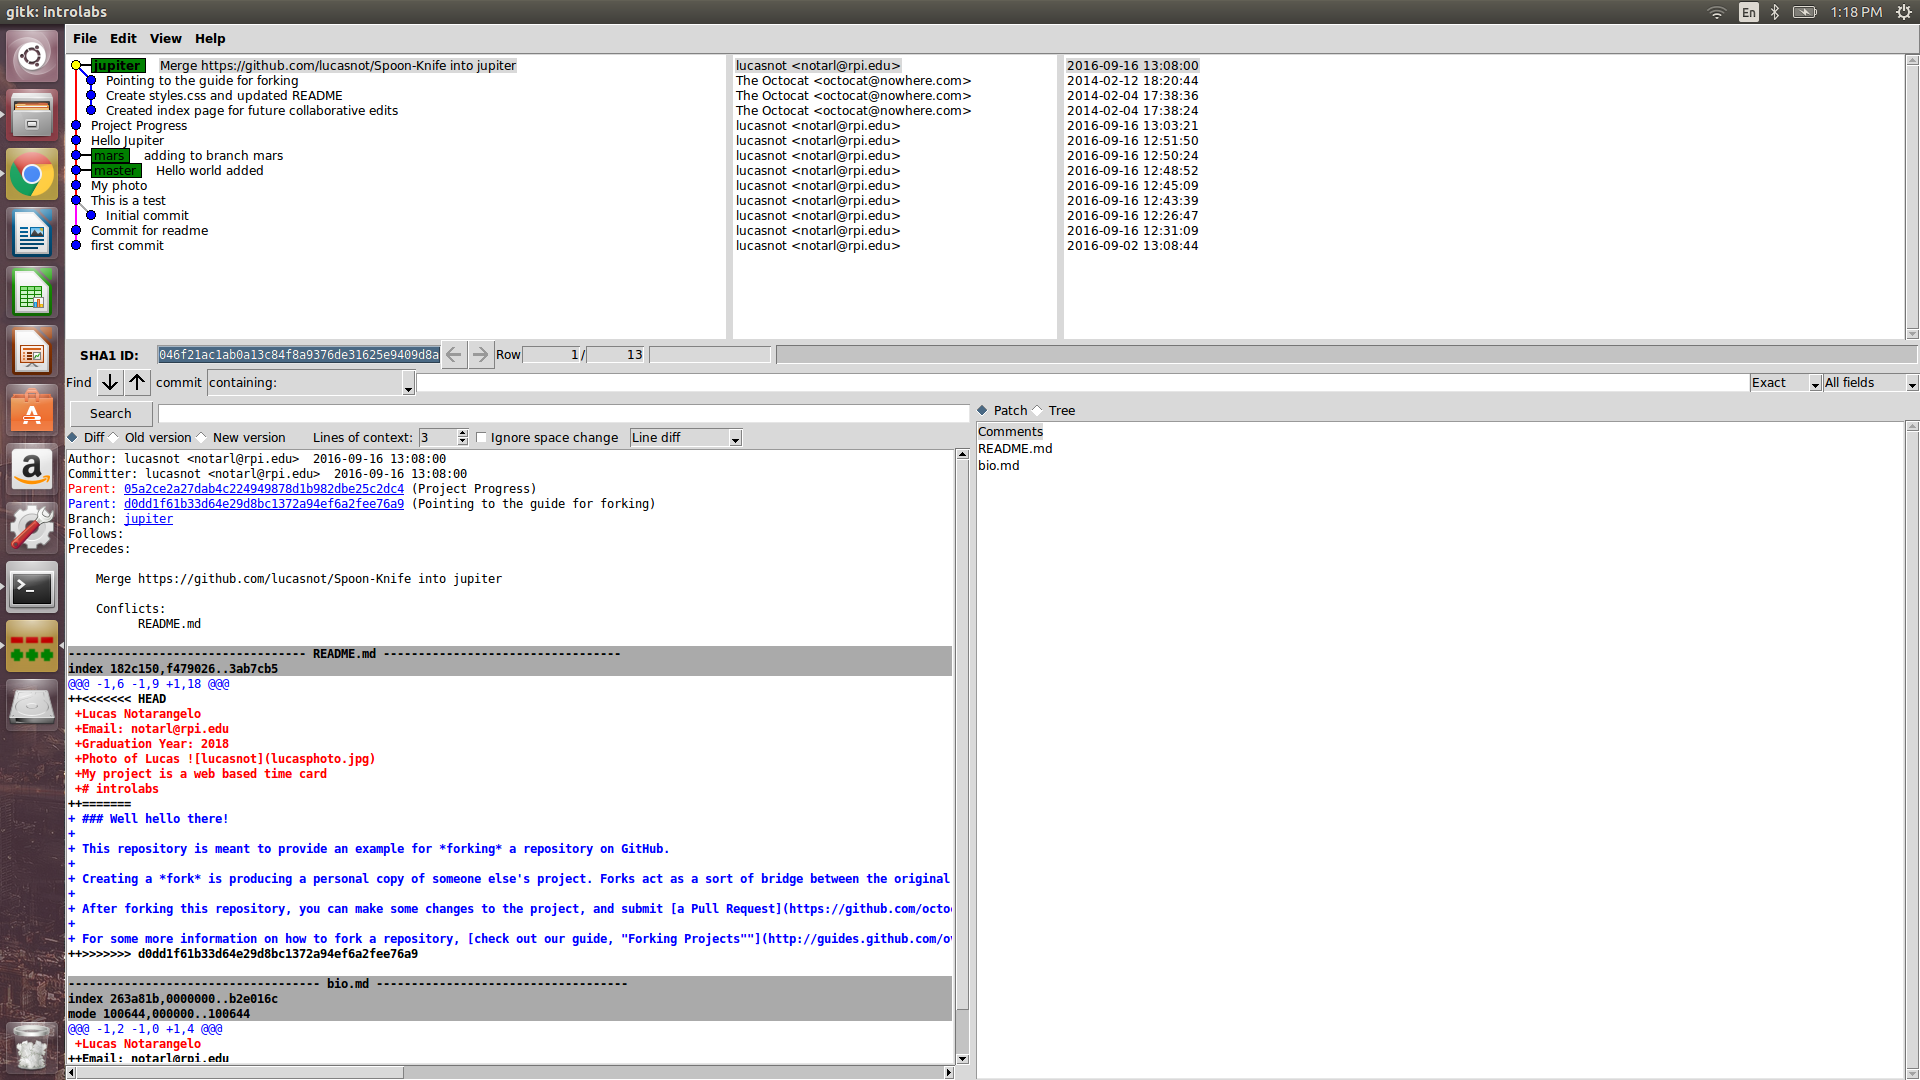 gitk: introlabs
En
1:18 PM
File Edit View Help
jupiter Merge https://github.com/lucasnot/Spoon-Knife into jupiter lucasnot <notarl@rpi.edu> 2016-09-16 13:08:00
Pointing to the guide for forking The Octocat <octocat@nowhere.com> 2014-02-12 18:20:44
Create styles.css and updated README The Octocat <octocat@nowhere.com> 2014-02-04 17:38:36
Created index page for future collaborative edits The Octocat <octocat@nowhere.com> 2014-02-04 17:38:24
Project Progress lucasnot <notarl@rpi.edu> 2016-09-16 13:03:21
Hello Jupiter lucasnot <notarl@rpi.edu> 2016-09-16 12:51:50
mars adding to branch mars lucasnot <notarl@rpi.edu> 2016-09-16 12:50:24
master Hello world added lucasnot <notarl@rpi.edu> 2016-09-16 12:48:52
My photo lucasnot <notarl@rpi.edu> 2016-09-16 12:45:09
This is a test lucasnot <notarl@rpi.edu> 2016-09-16 12:43:39
Initial commit lucasnot <notarl@rpi.edu> 2016-09-16 12:26:47
Commit for readme lucasnot <notarl@rpi.edu> 2016-09-16 12:31:09
first commit lucasnot <notarl@rpi.edu> 2016-09-02 13:08:44
SHA1 ID: 046f21ac1ab0a13c84f8a9376de31625e9409d8a Row 1 / 13
Find commit containing: Exact All fields
Search
Patch Tree
Diff Old version New version Lines of context: 3 Ignore space change Line diff
Comments
README.md
bio.md
Author: lucasnot <notarl@rpi.edu>  2016-09-16 13:08:00
Committer: lucasnot <notarl@rpi.edu>  2016-09-16 13:08:00
Parent: 05a2ce2a27dab4c224949878d1b982dbe25c2dc4 (Project Progress)
Parent: d0dd1f61b33d64e29d8bc1372a94ef6a2fee76a9 (Pointing to the guide for forking)
Branch: jupiter
Follows:
Precedes:
Merge https://github.com/lucasnot/Spoon-Knife into jupiter
Conflicts:
README.md
---------------------------------- README.md ----------------------------------
index 182c150,f479026..3ab7cb5
@@@ -1,6 -1,9 +1,18 @@@
++<<<<<<< HEAD
+Lucas Notarangelo
+Email: notarl@rpi.edu
+Graduation Year: 2018
+Photo of Lucas ![lucasnot](lucasphoto.jpg)
+My project is a web based time card
+# introlabs
++=======
+ ### Well hello there!
+
+ This repository is meant to provide an example for *forking* a repository on GitHub.
+
+ Creating a *fork* is producing a personal copy of someone else's project. Forks act as a sort of bridge between the original
+
+ After forking this repository, you can make some changes to the project, and submit [a Pull Request](https://github.com/octo
+
+ For some more information on how to fork a repository, [check out our guide, "Forking Projects""](http://guides.github.com/ov
++>>>>>>> d0dd1f61b33d64e29d8bc1372a94ef6a2fee76a9
------------------------------------ bio.md ------------------------------------
index 263a81b,0000000..b2e016c
mode 100644,000000..100644
@@@ -1,2 -1,0 +1,4 @@@
+Lucas Notarangelo
++Email: notarl@rpi.edu